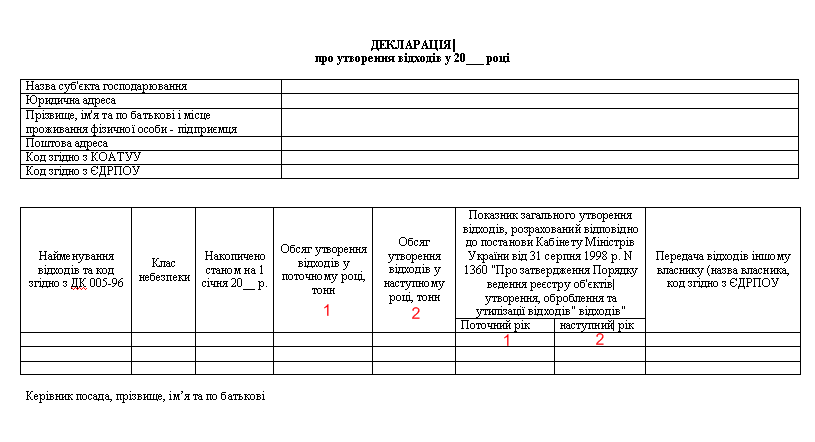 ДЕКЛАРАЦІЯ
про утворення відходів у 20___ році
Назва суб'єкта господарювання
Юридична адреса
Прізвище, ім'я та по батькові і місце
проживання фізичної особи - підприємця
Поштова адреса
Код згідно з КОАТУУ
Код згідно з ЄДРПОУ
Найменування
відходів та код
згідно з ДК 005-96
Клас
небезпеки
Накопичено
станом на 1
січня 20__ р.
Обсяг утворення
відходів у
поточному році,
тонн
1
Обсяг
утворення
відходів у
наступному
році, тонн
2
Показник загального утворення
відходів, розрахований відповідно
до постанови Кабінету Міністрів
України від 31 серпня 1998 р. N
1360 "Про затвердження Порядку
ведення реєстру об'єктів
утворення, оброблення та
утилізації відходів" відходів"
Поточний рік
наступний рік
1
2
Передача відходів іншому
власнику (назва власника,
код згідно з ЄДРПОУ
Керівник посада, прізвище, ім’я та по батькові